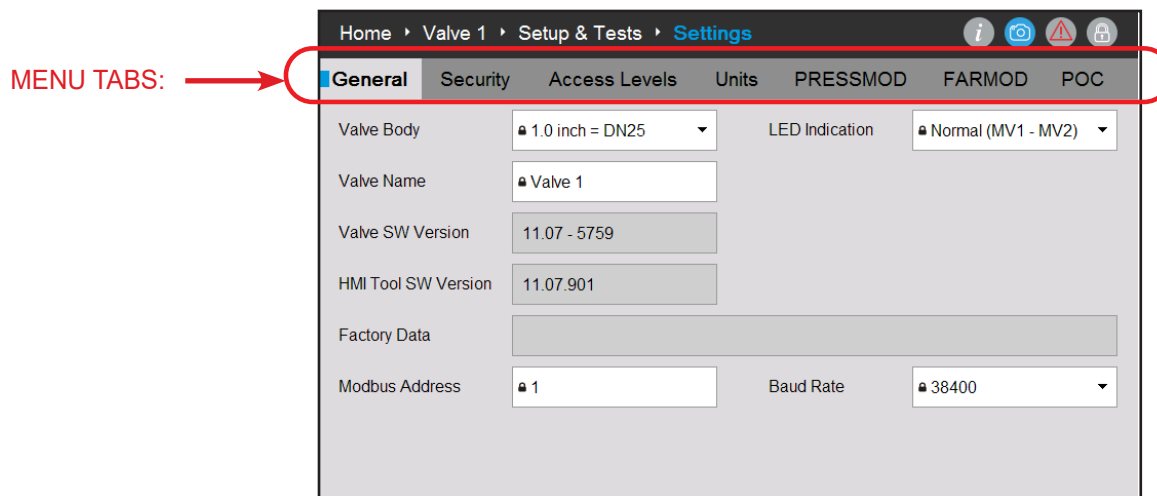 Home ‣ Valve 1 ‣ Setup & Tests ‣ Settings
MENU TABS:
General Security Access Levels Units PRESSMOD FARMOD POC
Valve Body 1.0 inch = DN25 LED Indication Normal (MV1 - MV2)
Valve Name Valve 1
Valve SW Version 11.07 - 5759
HMI Tool SW Version 11.07.901
Factory Data
Modbus Address 1 Baud Rate 38400